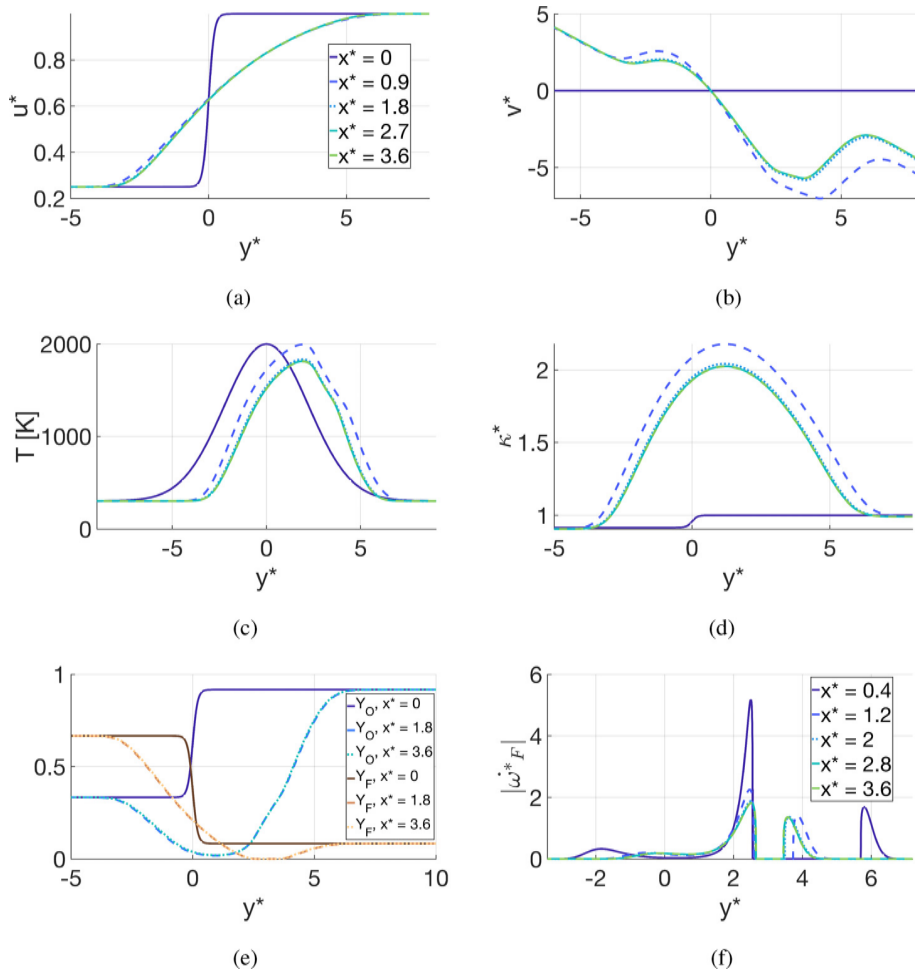 0.8
0.6
0.4
0.2
u*
x* = 0
x* = 0.9
x* = 1.8
x* = 2.7
x* = 3.6
-5
0
5
y*
(a)
5
0
-5
v*
-5
0
5
y*
(b)
2000
1000
0
T [K]
-5
0
5
y*
(c)
2
1.5
1
κ*
-5
0
5
y*
(d)
1
0.5
0
Y_O, x* = 0
Y_O, x* = 1.8
Y_O, x* = 3.6
Y_F, x* = 0
Y_F, x* = 1.8
Y_F, x* = 3.6
-5
0
5
10
y*
(e)
6
4
2
0
|ω̇*_F|
x* = 0.4
x* = 1.2
x* = 2
x* = 2.8
x* = 3.6
-2
0
2
4
6
y*
(f)